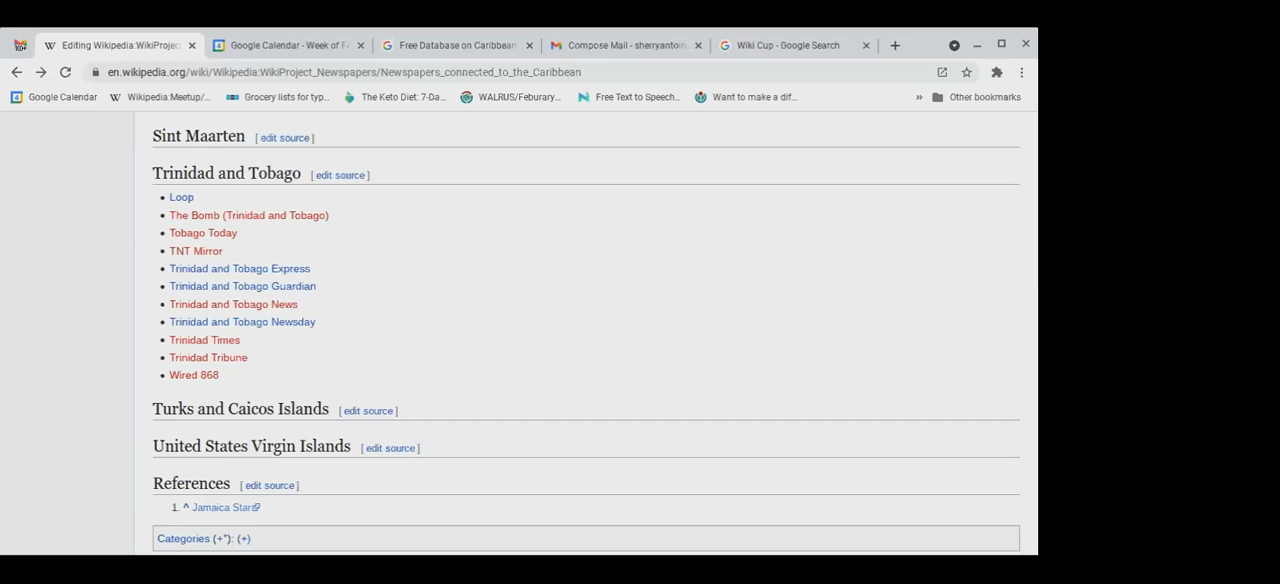 Editing Wikipedia:WikiProjec
Google Calendar - Week of F
Free Database on Caribbean
Compose Mail - sherryantoin
Wiki Cup - Google Search
en.wikipedia.org/wiki/Wikipedia:WikiProject_Newspapers/Newspapers_connected_to_the_Caribbean
Google Calendar
Wikipedia:Meetup/...
Grocery lists for typ...
The Keto Diet: 7-Da...
WALRUS/Feburary...
Free Text to Speech...
Want to make a dif...
» Other bookmarks
Sint Maarten [ edit source ]
Trinidad and Tobago [ edit source ]
• Loop
• The Bomb (Trinidad and Tobago)
• Tobago Today
• TNT Mirror
• Trinidad and Tobago Express
• Trinidad and Tobago Guardian
• Trinidad and Tobago News
• Trinidad and Tobago Newsday
• Trinidad Times
• Trinidad Tribune
• Wired 868
Turks and Caicos Islands [ edit source ]
United States Virgin Islands [ edit source ]
References [ edit source ]
1. ^ Jamaica Star
Categories (+⁺): (+)